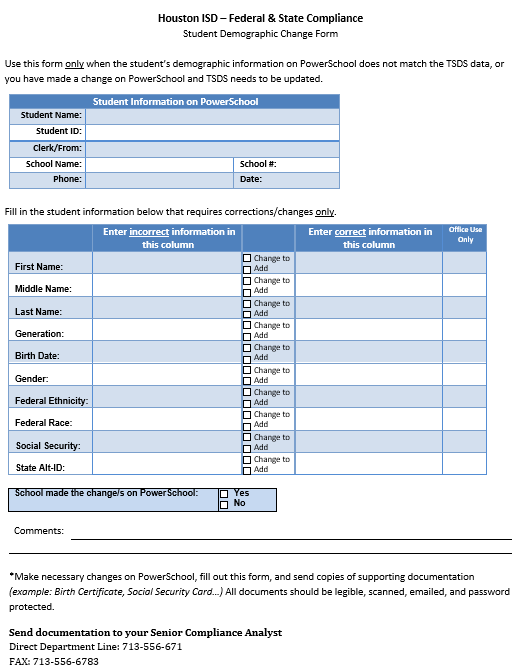 Houston ISD – Federal & State Compliance
Student Demographic Change Form
Use this form only when the student's demographic information on PowerSchool does not match the TSDS data, or
you have made a change on PowerSchool and TSDS needs to be updated.
Student Information on PowerSchool
Student Name:
Student ID:
Clerk/From:
School Name: School #:
Phone: Date:
Fill in the student information below that requires corrections/changes only.
Enter incorrect information in this column Enter correct information in this column Office Use Only
First Name: Change to Add
Middle Name: Change to Add
Last Name: Change to Add
Generation: Change to Add
Birth Date: Change to Add
Gender: Change to Add
Federal Ethnicity: Change to Add
Federal Race: Change to Add
Social Security: Change to Add
State Alt-ID: Change to Add
School made the change/s on PowerSchool: Yes
No
Comments:
*Make necessary changes on PowerSchool, fill out this form, and send copies of supporting documentation
(example: Birth Certificate, Social Security Card...) All documents should be legible, scanned, emailed, and password
protected.
Send documentation to your Senior Compliance Analyst
Direct Department Line: 713-556-671
FAX: 713-556-6783